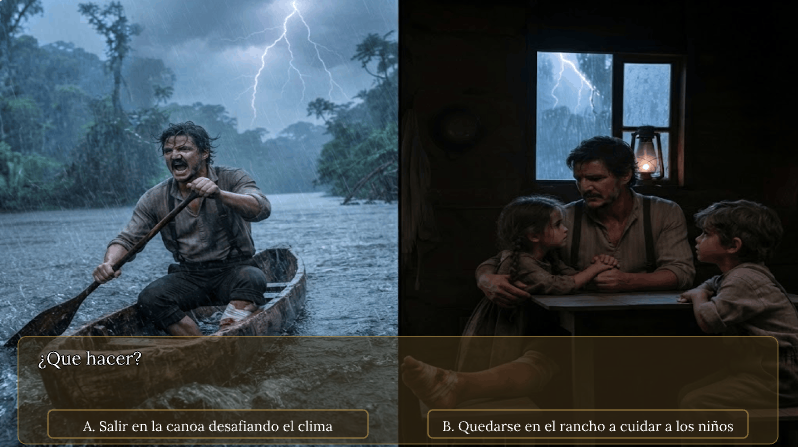 ¿Que hacer?
A. Salir en la canoa desafiando el clima
B. Quedarse en el rancho a cuidar a los niños